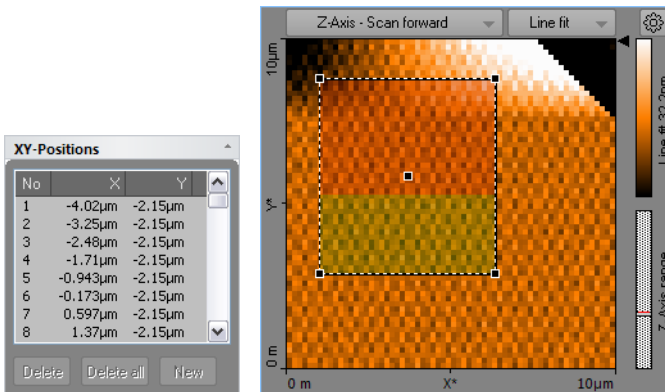 XY-Positions
No X Y
1 -4.02µm -2.15µm
2 -3.25µm -2.15µm
3 -2.48µm -2.15µm
4 -1.71µm -2.15µm
5 -0.943µm -2.15µm
6 -0.173µm -2.15µm
7 0.597µm -2.15µm
8 1.37µm -2.15µm
Delete Delete all New
Z-Axis - Scan forward Line fit
10µm
Y*
0 m
0 m X* 10µm
Line fit 32.2nm
Z-Axis range